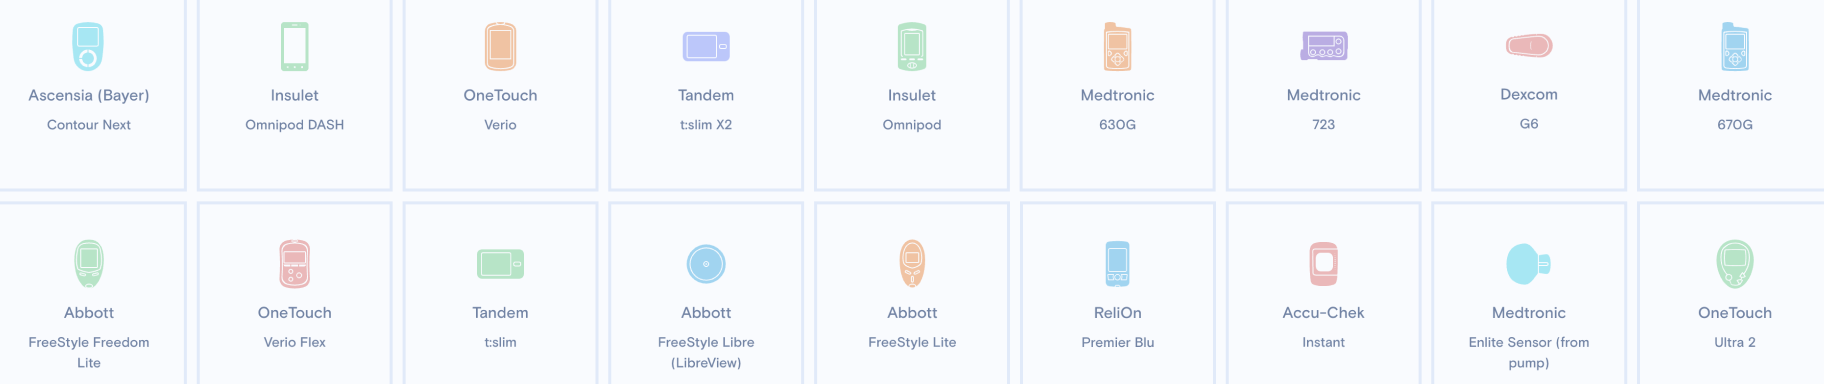 Ascensia (Bayer)
Contour Next
Insulet
Omnipod DASH
OneTouch
Verio
Tandem
t:slim X2
Insulet
Omnipod
Medtronic
630G
Medtronic
723
Dexcom
G6
Medtronic
670G
Abbott
FreeStyle Freedom
Lite
OneTouch
Verio Flex
Tandem
t:slim
Abbott
FreeStyle Libre
(LibreView)
Abbott
FreeStyle Lite
ReliOn
Premier Blu
Accu-Chek
Instant
Medtronic
Enlite Sensor (from
pump)
OneTouch
Ultra 2